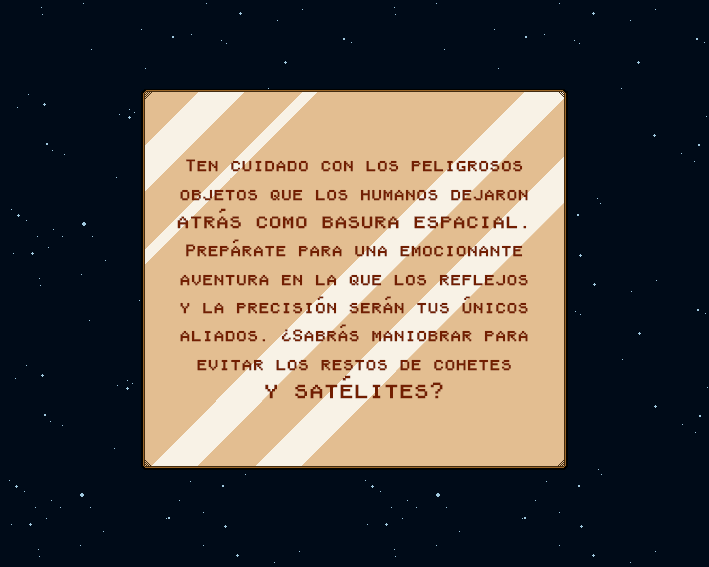 Ten cuidado con los peligrosos
objetos que los humanos dejaron
atrás como basura espacial.
Prepárate para una emocionante
aventura en la que los reflejos
y la precisión serán tus únicos
aliados. ¿Sabrás maniobrar para
evitar los restos de cohetes
y satélites?